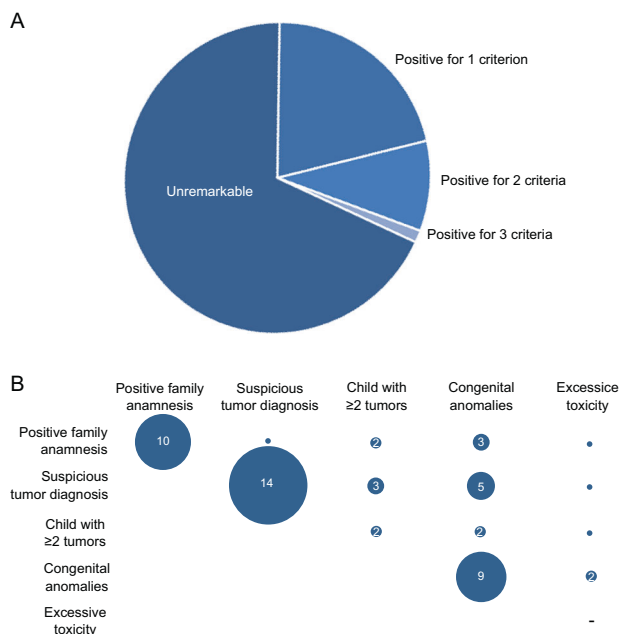 A
Positive for 1 criterion
Unremarkable
Positive for 2 criteria
Positive for 3 criteria
B
Positive family
anamnesis
Suspicious
tumor diagnosis
Child with
≥2 tumors
Congenital
anomalies
Excessice
toxicity
Positive family
anamnesis
10
2
3
Suspicious
tumor diagnosis
14
3
5
Child with
≥2 tumors
2
2
Congenital
anomalies
9
2
Excessive
toxicity
-